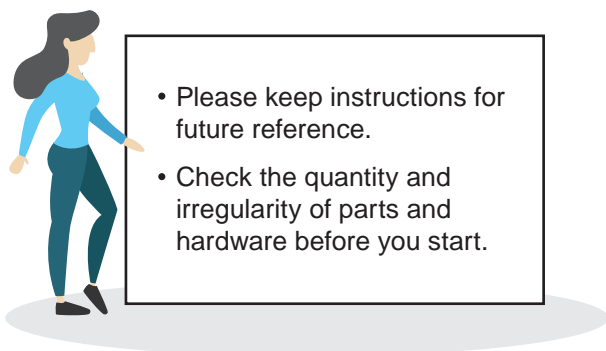 • Please keep instructions for
future reference.
• Check the quantity and
irregularity of parts and
hardware before you start.